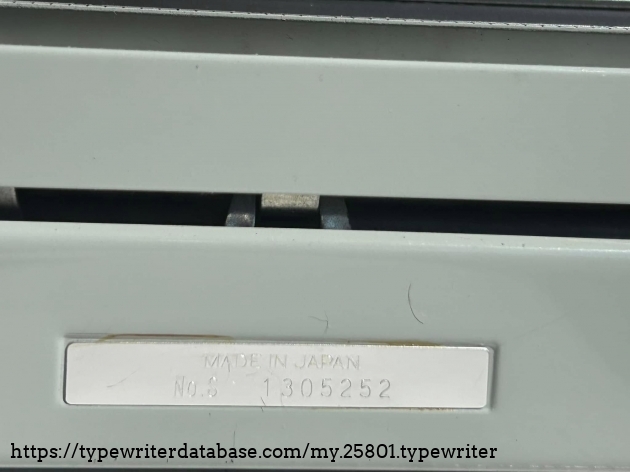 MADE IN JAPAN
No.G 1305252
https://typewriterdatabase.com/my.25801.typewriter